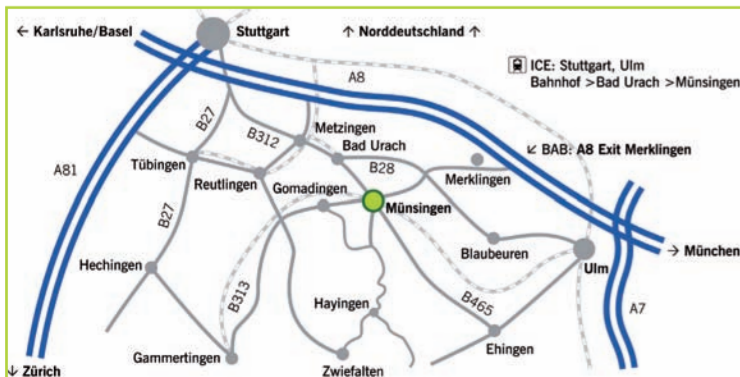 ← Karlsruhe/Basel
Stuttgart
↑ Norddeutschland ↑
ICE: Stuttgart, Ulm
Bahnhof >Bad Urach >Münsingen
A8
B27
B312
Metzingen
Bad Urach
↙ BAB: A8 Exit Merklingen
A81
Tübingen
Reutlingen
B28
Merklingen
Gomadingen
Münsingen
B27
Blaubeuren
→ München
Ulm
Hechingen
B313
Hayingen
B465
A7
Gammertingen
Zwiefalten
Ehingen
↓ Zürich